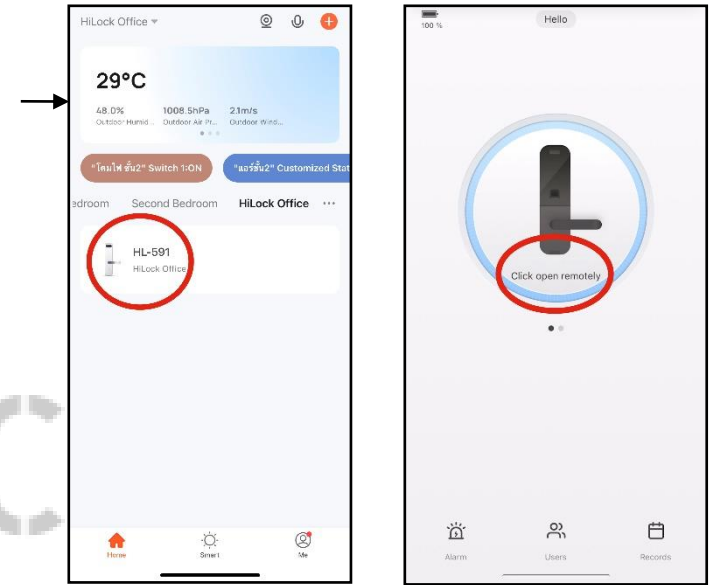 HiLock Office
29°C
48.0% 1008.5hPa 2.1m/s
Outdoor Humid... Outdoor Air Pr... Outdoor Wind...
"โคมไฟ ชั้น2" Switch 1:ON "แอร์ชั้น2" Customized Stat
edroom Second Bedroom HiLock Office ...
HL-591
HiLock Office
Home Smart Me
100 %
Hello
Click open remotely
Alarm Users Records